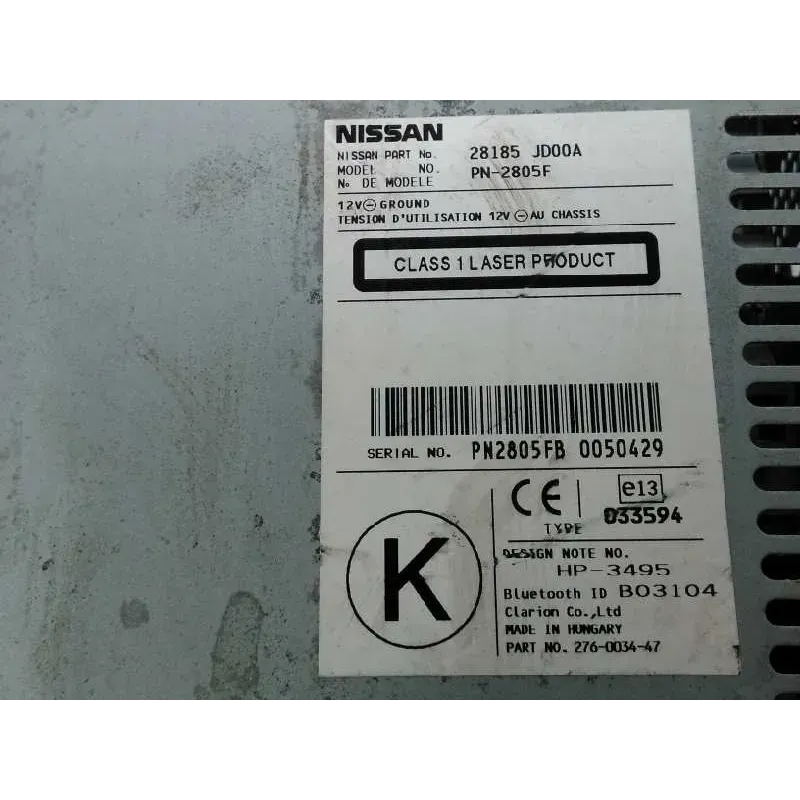 NISSAN
NISSAN PART No. 28185 JD00A
MODEL NO. PN-2805F
No DE MODELE
12V⊖GROUND
TENSION D'UTILISATION 12V ⊖AU CHASSIS
CLASS 1 LASER PRODUCT
SERIAL NO. PN2805FB 0050429
K
CE e13
TYPE 033594
DESIGN NOTE NO.
HP-3495
Bluetooth ID B03104
Clarion Co.,Ltd
MADE IN HUNGARY
PART NO. 276-0034-47